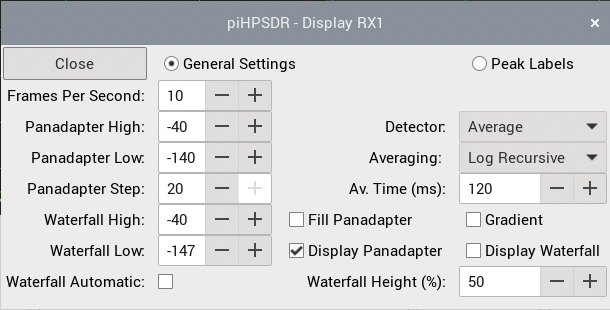 piHPSDR - Display RX1
Close General Settings Peak Labels
Frames Per Second: 10
Panadapter High: -40 Detector: Average
Panadapter Low: -140 Averaging: Log Recursive
Panadapter Step: 20 Av. Time (ms): 120
Waterfall High: -40 Fill Panadapter Gradient
Waterfall Low: -147 Display Panadapter Display Waterfall
Waterfall Automatic: Waterfall Height (%): 50